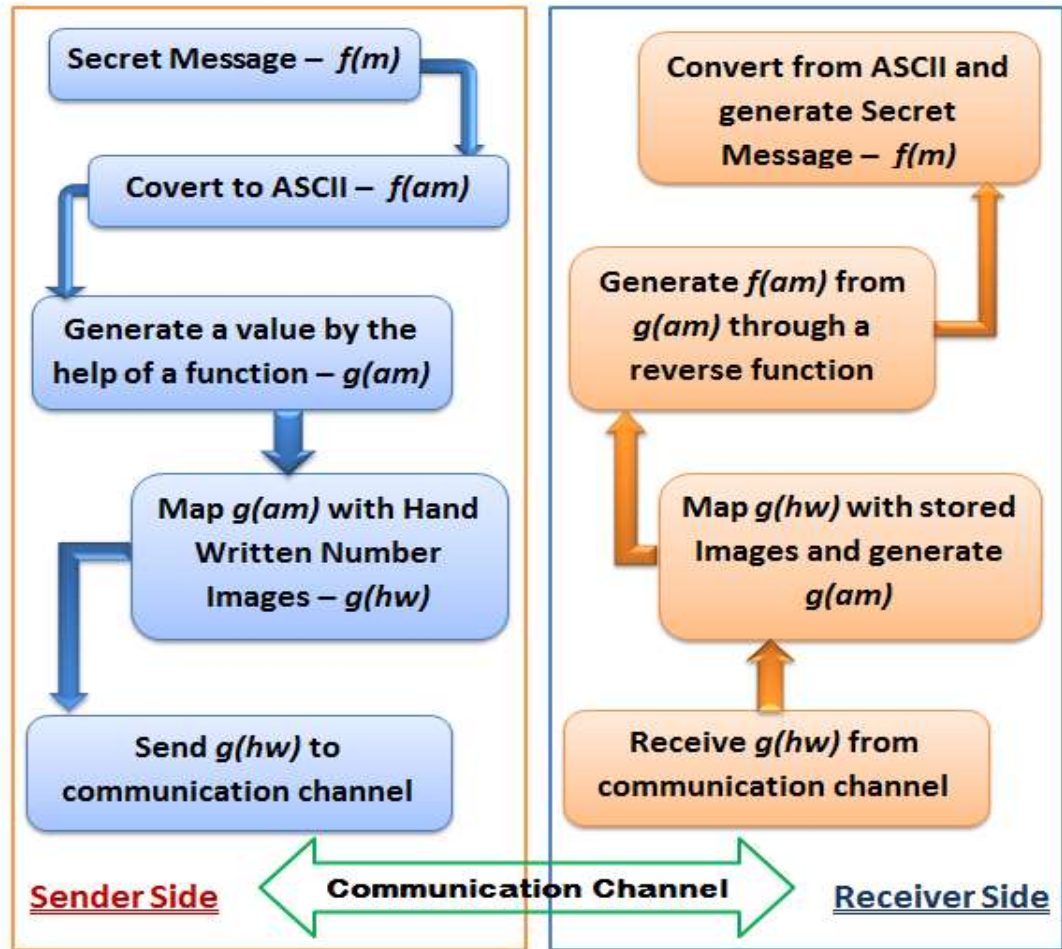 Secret Message – f(m)
Covert to ASCII – f(am)
Generate a value by the
help of a function – g(am)
Map g(am) with Hand
Written Number
Images – g(hw)
Send g(hw) to
communication channel
Sender Side
Communication Channel
Convert from ASCII and
generate Secret
Message – f(m)
Generate f(am) from
g(am) through a
reverse function
Map g(hw) with stored
Images and generate
g(am)
Receive g(hw) from
communication channel
Receiver Side